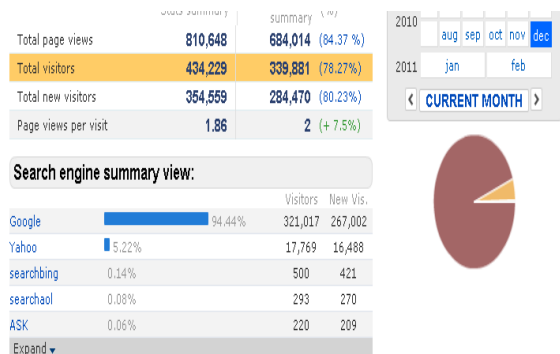 Stats summary summary (%)
Total page views 810,648 684,014 (84.37 %)
Total visitors 434,229 339,881 (78.27%)
Total new visitors 354,559 284,470 (80.23%)
Page views per visit 1.86 2 (+ 7.5%)
Search engine summary view:
Visitors New Vis.
Google 94.44% 321,017 267,002
Yahoo 5.22% 17,769 16,488
searchbing 0.14% 500 421
searchaol 0.08% 293 270
ASK 0.06% 220 209
Expand
2010
aug sep oct nov dec
2011 jan feb
CURRENT MONTH